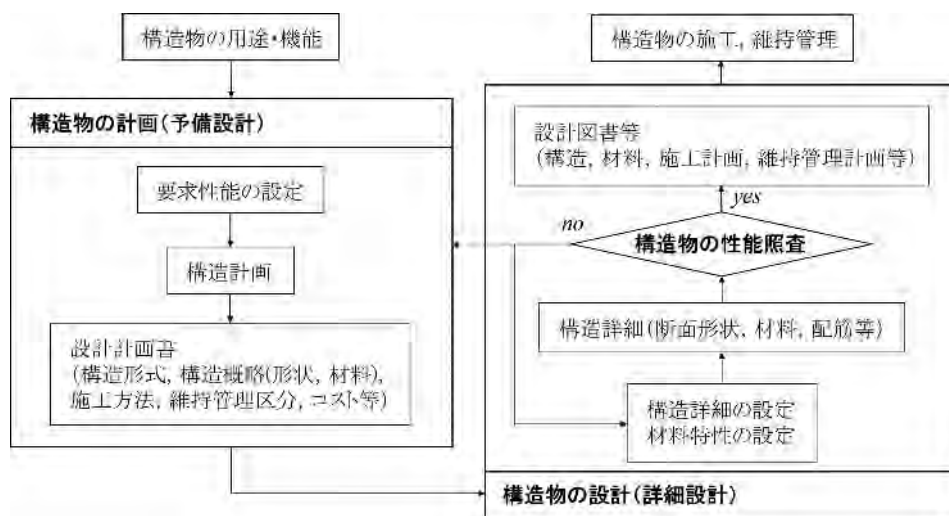 構造物の用途・機能
構造物の計画(予備設計)
要求性能の設定
構造計画
設計計画書
(構造形式, 構造概略(形状, 材料),
施工方法, 維持管理区分, コスト等)
構造物の施工, 維持管理
設計図書等
(構造, 材料, 施工計画, 維持管理計画等)
yes
no
構造物の性能照査
構造詳細(断面形状, 材料, 配筋等)
構造詳細の設定
材料特性の設定
構造物の設計(詳細設計)